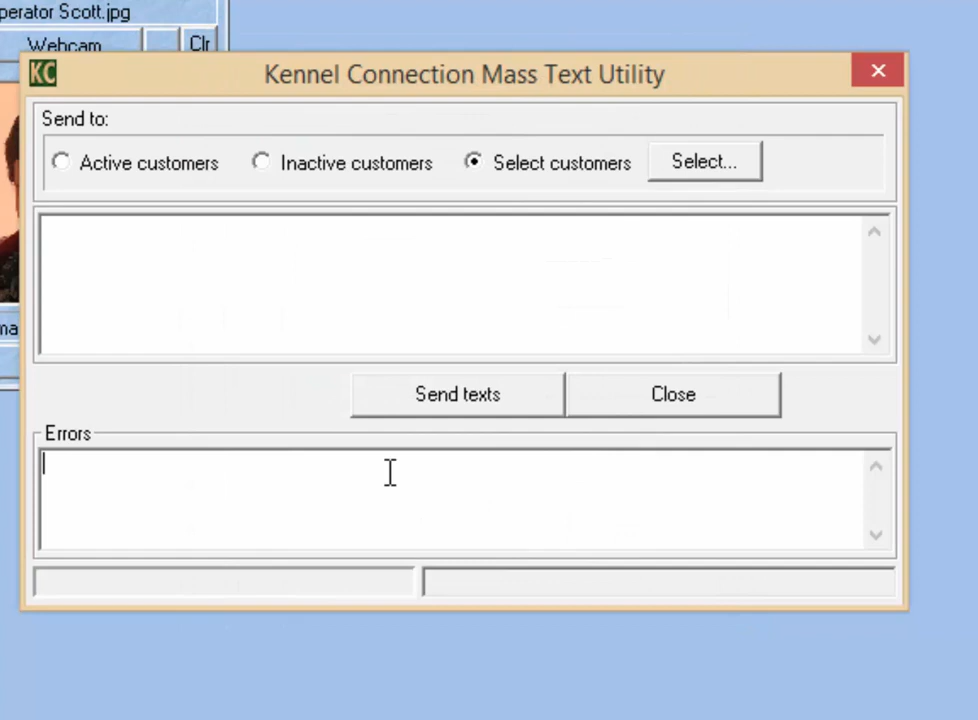 perator Scott.jpg
Webcam Clr
KC Kennel Connection Mass Text Utility
Send to:
Active customers Inactive customers Select customers Select...
Send texts Close
Errors